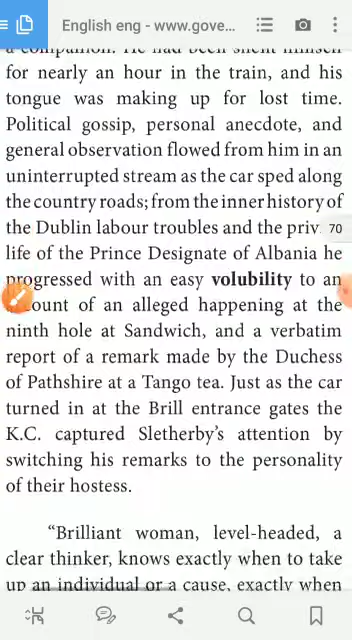 English eng - www.gove...
a companion. He had been silent himself
for nearly an hour in the train, and his
tongue was making up for lost time.
Political gossip, personal anecdote, and
general observation flowed from him in an
uninterrupted stream as the car sped along
the country roads; from the inner history of
the Dublin labour troubles and the priv
70
life of the Prince Designate of Albania he
progressed with an easy volubility to an
ount of an alleged happening at the
ninth hole at Sandwich, and a verbatim
report of a remark made by the Duchess
of Pathshire at a Tango tea. Just as the car
turned in at the Brill entrance gates the
K.C. captured Sletherby's attention by
switching his remarks to the personality
of their hostess.
"Brilliant woman, level-headed, a
clear thinker, knows exactly when to take
up an individual or a cause, exactly when